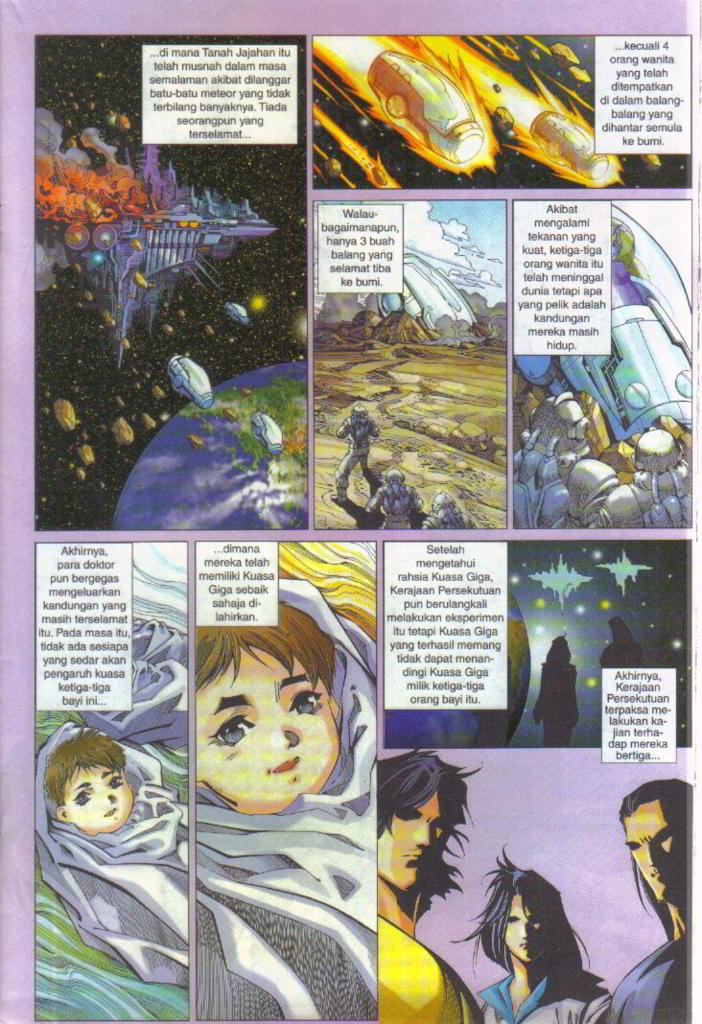 ...di mana Tanah Jajahan itu
telah musnah dalam masa
semalaman akibat dilanggar
batu-batu meteor yang tidak
terbilang banyaknya. Tiada
seorangpun yang
terselamat...
...kecuali 4
orang wanita
yang telah
ditempatkan
di dalam balang-
balang yang
dihantar semula
ke bumi.
Walau-
bagaimanapun,
hanya 3 buah
balang yang
selamat tiba
ke bumi.
Akibat
mengalami
tekanan yang
kuat, ketiga-tiga
orang wanita itu
telah meninggal
dunia tetapi apa
yang pelik adalah
kandungan
mereka masih
hidup.
Akhirnya,
para doktor
pun bergegas
mengeluarkan
kandungan yang
masih terselamat
itu. Pada masa itu,
tidak ada sesiapa
yang sedar akan
pengaruh kuasa
ketiga-tiga
bayi ini...
...dimana
mereka telah
memiliki Kuasa
Giga sebaik
sahaja di-
lahirkan.
Setelah
mengetahui
rahsia Kuasa Giga,
Kerajaan Persekutuan
pun berulangkali
melakukan eksperimen
itu tetapi Kuasa Giga
yang terhasil memang
tidak dapat menan-
dingi Kuasa Giga
milik ketiga-tiga
orang bayi itu.
Akhirnya,
Kerajaan
Persekutuan
terpaksa me-
lakukan ka-
jian terha-
dap mereka
bertiga...